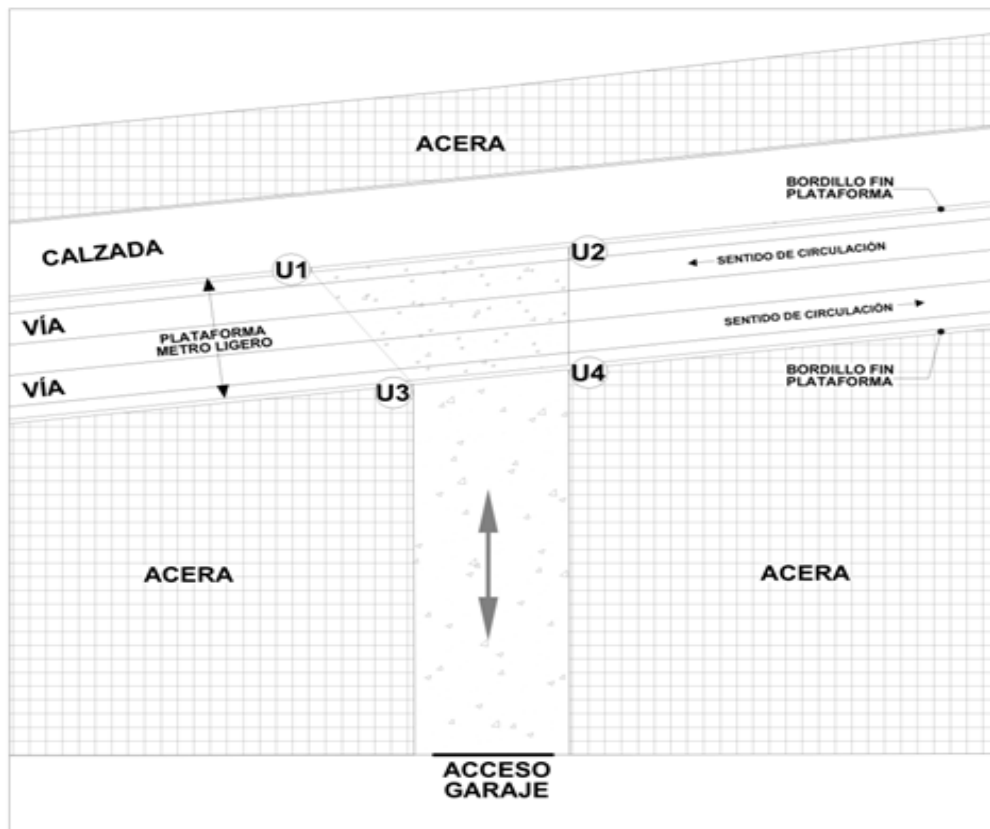 ACERA
BORDILLO FIN
PLATAFORMA
CALZADA
U1
U2
SENTIDO DE CIRCULACIÓN
VÍA
PLATAFORMA
METRO LIGERO
SENTIDO DE CIRCULACIÓN
VÍA
U3
U4
BORDILLO FIN
PLATAFORMA
ACERA
ACERA
ACCESO
GARAJE